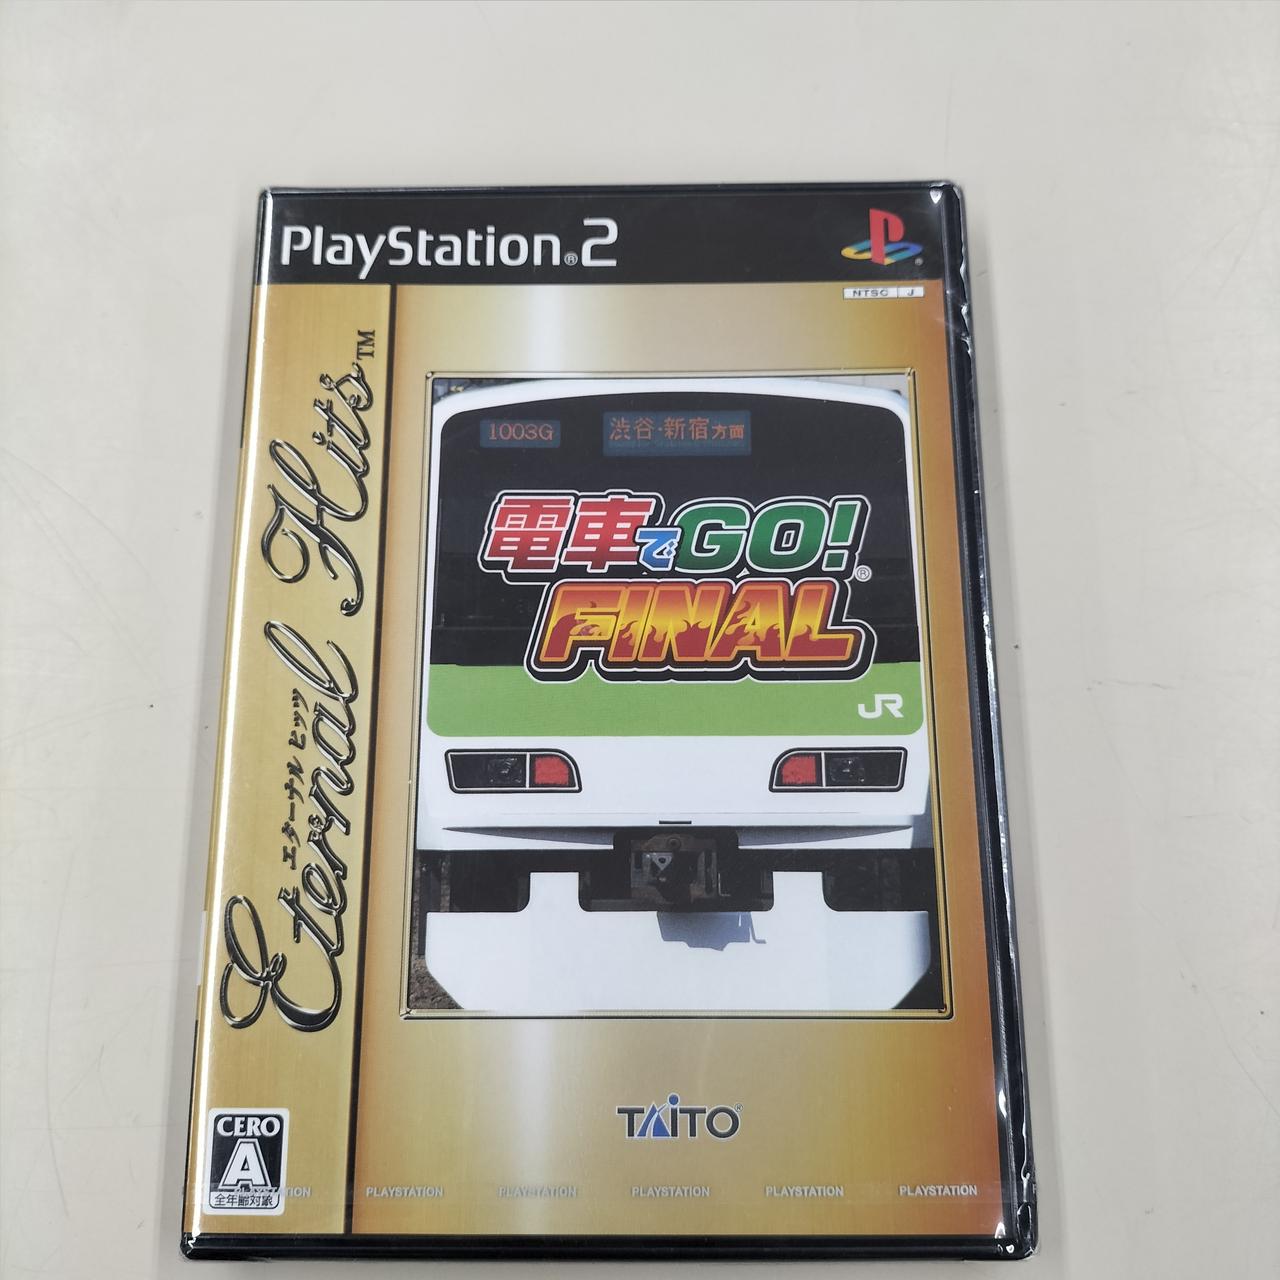 PlayStation®2
NTSC J
Eternal Hits™
エターナル ヒッツ
1003G
渋谷・新宿方面
電車でGO!
FINAL®
JR
TAITO®
CERO
A
全年齢対象
PLAYSTATION PLAYSTATION PLAYSTATION PLAYSTATION PLAYSTATION PLAYSTATION